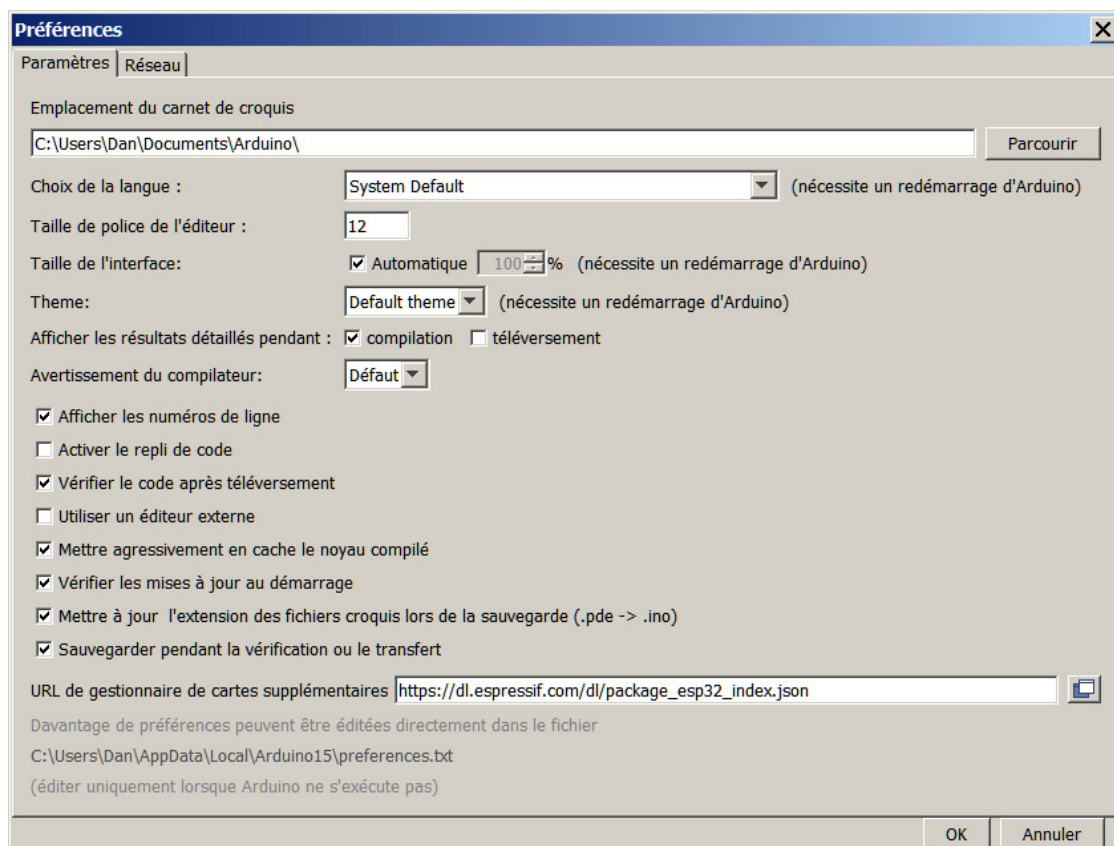 Préférences
Paramètres Réseau
Emplacement du carnet de croquis
C:\Users\Dan\Documents\Arduino\ Parcourir
Choix de la langue : System Default (nécessite un redémarrage d'Arduino)
Taille de police de l'éditeur : 12
Taille de l'interface: Automatique 100 % (nécessite un redémarrage d'Arduino)
Theme: Default theme (nécessite un redémarrage d'Arduino)
Afficher les résultats détaillés pendant : compilation téléversement
Avertissement du compilateur: Défaut
Afficher les numéros de ligne
Activer le repli de code
Vérifier le code après téléversement
Utiliser un éditeur externe
Mettre agressivement en cache le noyau compilé
Vérifier les mises à jour au démarrage
Mettre à jour  l'extension des fichiers croquis lors de la sauvegarde (.pde -> .ino)
Sauvegarder pendant la vérification ou le transfert
URL de gestionnaire de cartes supplémentaires https://dl.espressif.com/dl/package_esp32_index.json
Davantage de préférences peuvent être éditées directement dans le fichier
C:\Users\Dan\AppData\Local\Arduino15\preferences.txt
(éditer uniquement lorsque Arduino ne s'exécute pas)
OK Annuler